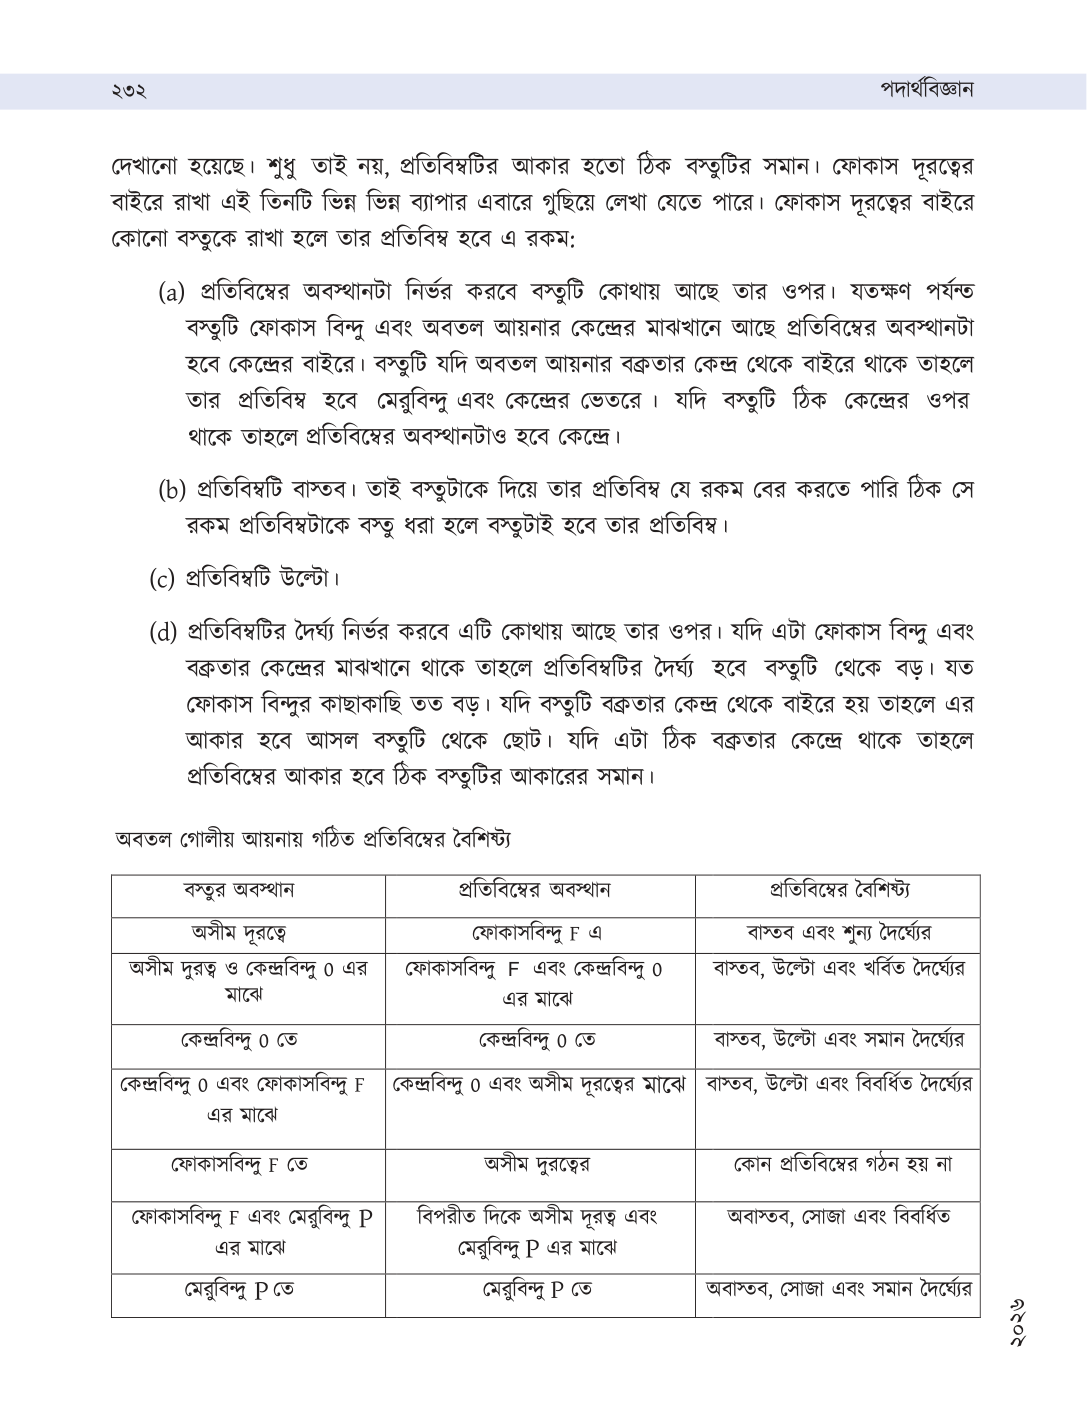 ২৩২ পদার্থবিজ্ঞান
দেখানো হয়েছে। শুধু তাই নয়, প্রতিবিম্বটির আকার হতো ঠিক বস্তুটির সমান। ফোকাস দূরত্বের
বাইরে রাখা এই তিনটি ভিন্ন ভিন্ন ব্যাপার এবারে গুছিয়ে লেখা যেতে পারে। ফোকাস দূরত্বের বাইরে
কোনো বস্তুকে রাখা হলে তার প্রতিবিম্ব হবে এ রকম:
(a) প্রতিবিম্বের অবস্থানটা নির্ভর করবে বস্তুটি কোথায় আছে তার ওপর। যতক্ষণ পর্যন্ত
বস্তুটি ফোকাস বিন্দু এবং অবতল আয়নার কেন্দ্রের মাঝখানে আছে প্রতিবিম্বের অবস্থানটা
হবে কেন্দ্রের বাইরে। বস্তুটি যদি অবতল আয়নার বক্রতার কেন্দ্র থেকে বাইরে থাকে তাহলে
তার প্রতিবিম্ব হবে মেরুবিন্দু এবং কেন্দ্রের ভেতরে । যদি বস্তুটি ঠিক কেন্দ্রের ওপর
থাকে তাহলে প্রতিবিম্বের অবস্থানটাও হবে কেন্দ্রে।
(b) প্রতিবিম্বটি বাস্তব। তাই বস্তুটাকে দিয়ে তার প্রতিবিম্ব যে রকম বের করতে পারি ঠিক সে
রকম প্রতিবিম্বটাকে বস্তু ধরা হলে বস্তুটাই হবে তার প্রতিবিম্ব।
(c) প্রতিবিম্বটি উল্টো।
(d) প্রতিবিম্বটির দৈর্ঘ্য নির্ভর করবে এটি কোথায় আছে তার ওপর। যদি এটা ফোকাস বিন্দু এবং
বক্রতার কেন্দ্রের মাঝখানে থাকে তাহলে প্রতিবিম্বটির দৈর্ঘ্য হবে বস্তুটি থেকে বড়। যত
ফোকাস বিন্দুর কাছাকাছি তত বড়। যদি বস্তুটি বক্রতার কেন্দ্র থেকে বাইরে হয় তাহলে এর
আকার হবে আসল বস্তুটি থেকে ছোট। যদি এটা ঠিক বক্রতার কেন্দ্রে থাকে তাহলে
প্রতিবিম্বের আকার হবে ঠিক বস্তুটির আকারের সমান।
অবতল গোলীয় আয়নায় গঠিত প্রতিবিম্বের বৈশিষ্ট্য
বস্তুর অবস্থান প্রতিবিম্বের অবস্থান প্রতিবিম্বের বৈশিষ্ট্য
অসীম দূরত্বে ফোকাসবিন্দু F এ বাস্তব এবং শুন্য দৈর্ঘ্যের
অসীম দুরত্ব ও কেন্দ্রবিন্দু 0 এর
মাঝে
ফোকাসবিন্দু F এবং কেন্দ্রবিন্দু 0
এর মাঝে
বাস্তব, উল্টো এবং খর্বিত দৈর্ঘ্যের
কেন্দ্রবিন্দু 0 তে কেন্দ্রবিন্দু 0 তে বাস্তব, উল্টো এবং সমান দৈর্ঘ্যের
কেন্দ্রবিন্দু 0 এবং ফোকাসবিন্দু F
এর মাঝে
কেন্দ্রবিন্দু 0 এবং অসীম দূরত্বের মাঝে
বাস্তব, উল্টো এবং বিবর্ধিত দৈর্ঘ্যের
ফোকাসবিন্দু F তে অসীম দুরত্বের কোন প্রতিবিম্বের গঠন হয় না
ফোকাসবিন্দু F এবং মেরুবিন্দু P
এর মাঝে
বিপরীত দিকে অসীম দূরত্ব এবং
মেরুবিন্দু P এর মাঝে
অবাস্তব, সোজা এবং বিবর্ধিত
মেরুবিন্দু P তে মেরুবিন্দু P তে অবাস্তব, সোজা এবং সমান দৈর্ঘ্যের
২০২৬